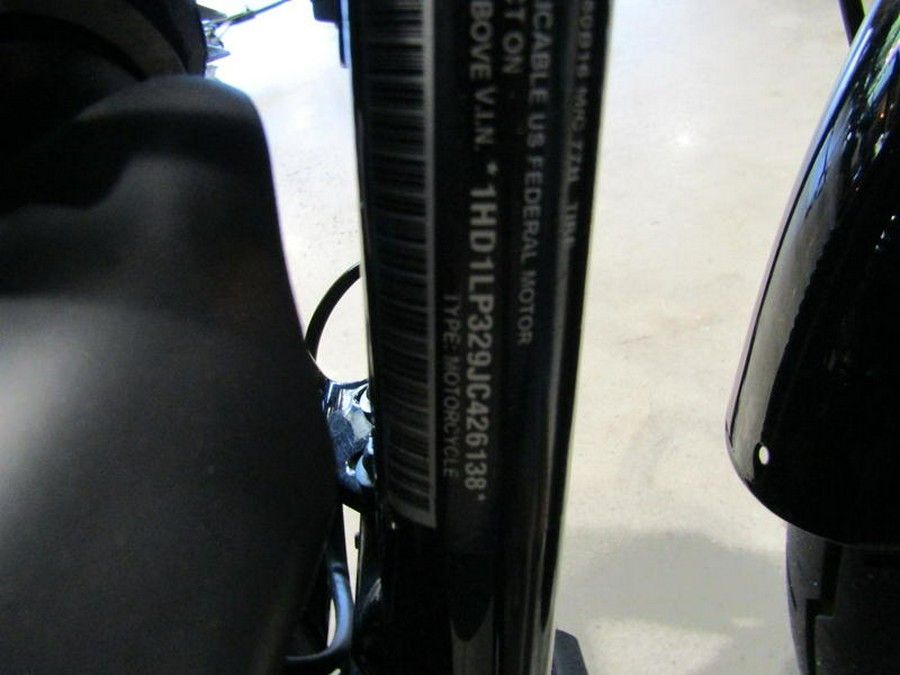 ICABLE US FEDERAL MOTOR
CT ON
BOVE V.I.N. *1HD1LP329JC426138*
TYPE: MOTORCYCLE